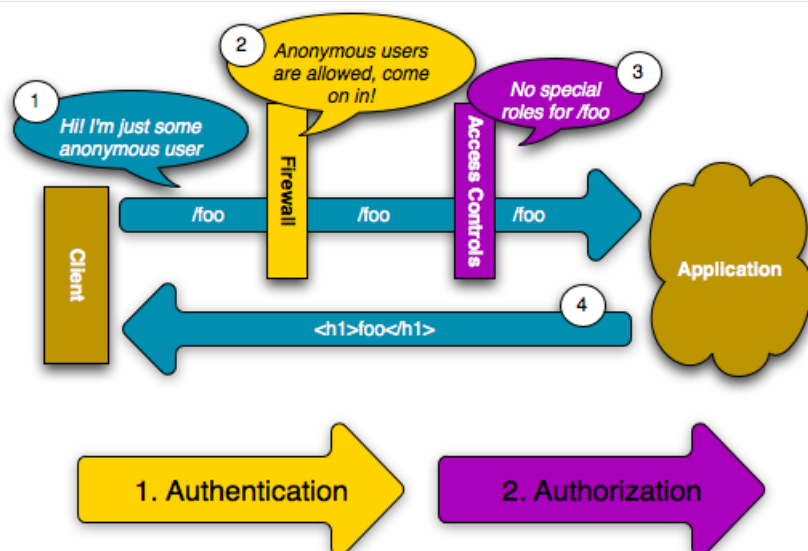 1
Hi! I'm just some
anonymous user
2
Anonymous users
are allowed, come
on in!
3
No special
roles for /foo
Client
/foo
Firewall
/foo
Access Controls
/foo
Application
4
<h1>foo</h1>
1. Authentication
2. Authorization